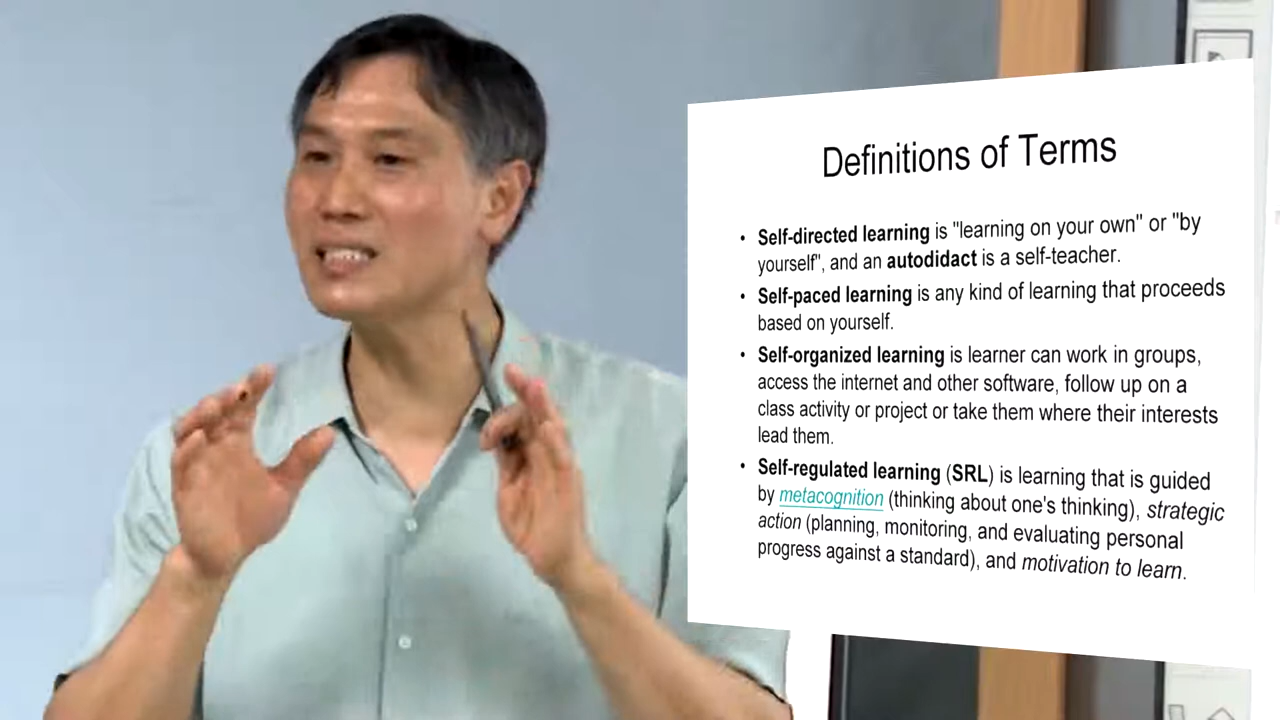 Definitions of Terms
• Self-directed learning is "learning on your own" or "by
yourself", and an autodidact is a self-teacher.
• Self-paced learning is any kind of learning that proceeds
based on yourself.
• Self-organized learning is learner can work in groups,
access the internet and other software, follow up on a
class activity or project or take them where their interests
lead them.
• Self-regulated learning (SRL) is learning that is guided
by metacognition (thinking about one's thinking), strategic
action (planning, monitoring, and evaluating personal
progress against a standard), and motivation to learn.